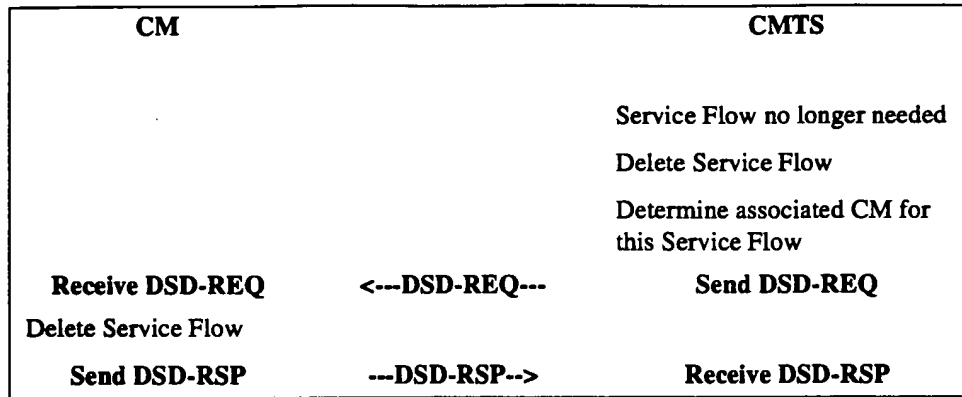 CM CMTS
Service Flow no longer needed
Delete Service Flow
Determine associated CM for
this Service Flow
Receive DSD-REQ <---DSD-REQ--- Send DSD-REQ
Delete Service Flow
Send DSD-RSP ---DSD-RSP--> Receive DSD-RSP